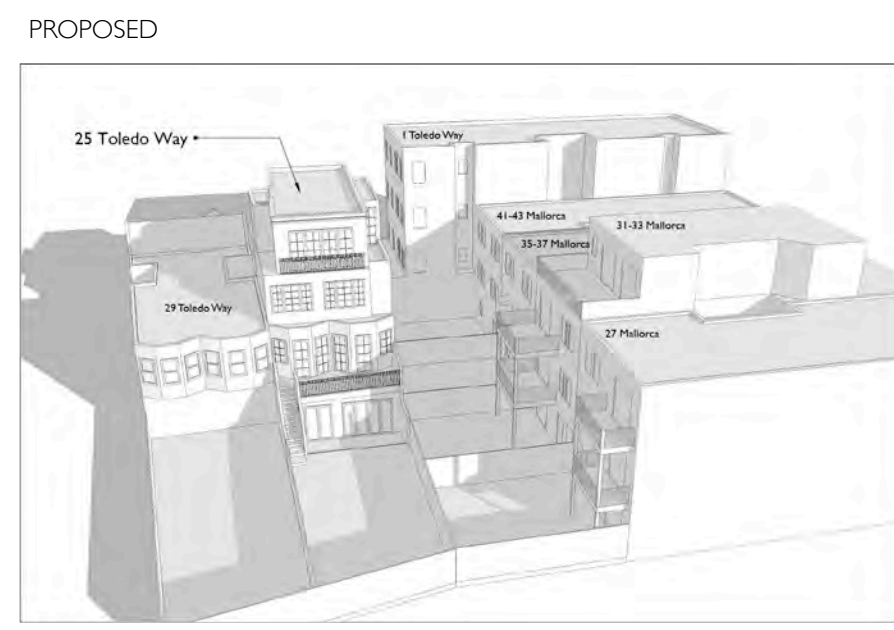 PROPOSED
25 Toledo Way
1 Toledo Way
41-43 Mallorca
31-33 Mallorca
35-37 Mallorca
29 Toledo Way
27 Mallorca